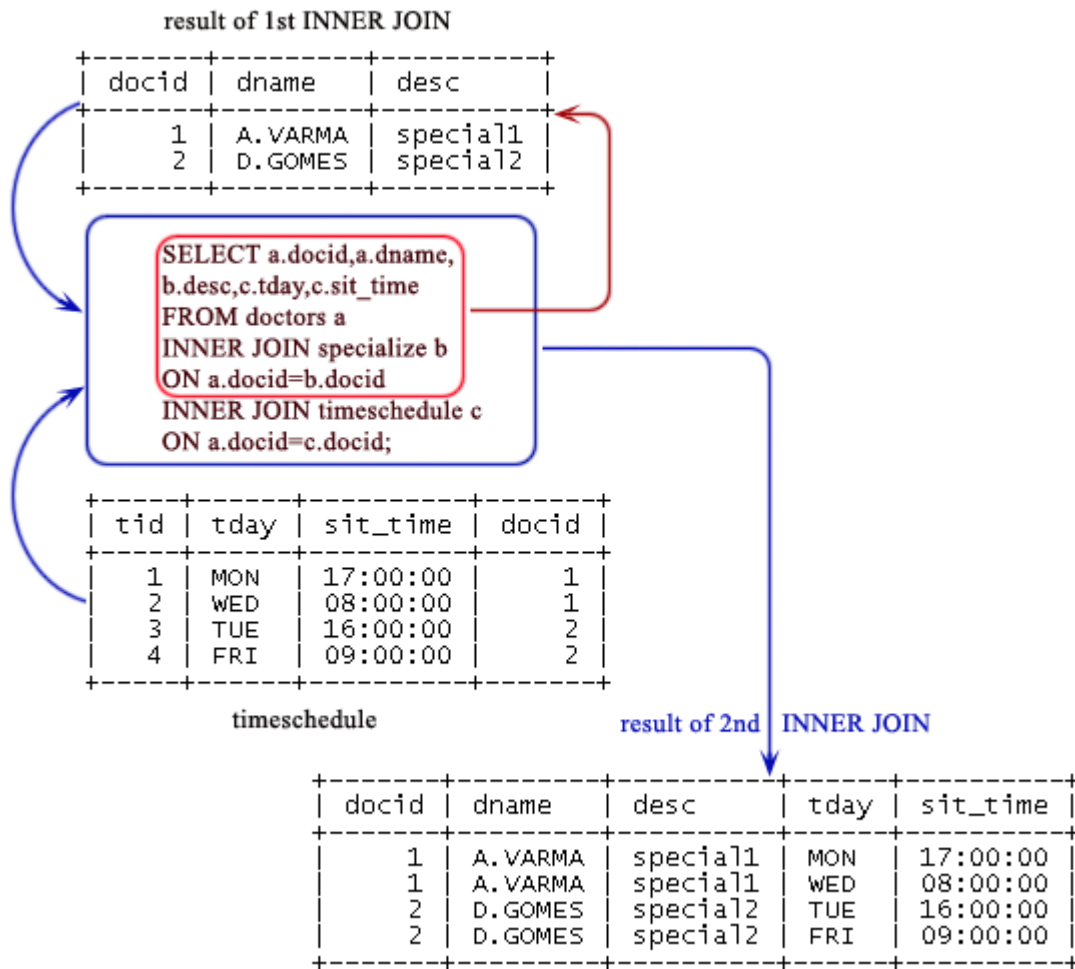 result of 1st INNER JOIN
+-------+---------+----------+
| docid | dname   | desc     |
+-------+---------+----------+
|     1 | A.VARMA | special1 |
|     2 | D.GOMES | special2 |
+-------+---------+----------+
SELECT a.docid,a.dname,
b.desc,c.tday,c.sit_time
FROM doctors a
INNER JOIN specialize b
ON a.docid=b.docid
INNER JOIN timeschedule c
ON a.docid=c.docid;
+-----+------+----------+-------+
| tid | tday | sit_time | docid |
+-----+------+----------+-------+
|   1 | MON  | 17:00:00 |     1 |
|   2 | WED  | 08:00:00 |     1 |
|   3 | TUE  | 16:00:00 |     2 |
|   4 | FRI  | 09:00:00 |     2 |
+-----+------+----------+-------+
timeschedule
result of 2nd INNER JOIN
+-------+---------+----------+------+----------+
| docid | dname   | desc     | tday | sit_time |
+-------+---------+----------+------+----------+
|     1 | A.VARMA | special1 | MON  | 17:00:00 |
|     1 | A.VARMA | special1 | WED  | 08:00:00 |
|     2 | D.GOMES | special2 | TUE  | 16:00:00 |
|     2 | D.GOMES | special2 | FRI  | 09:00:00 |
+-------+---------+----------+------+----------+